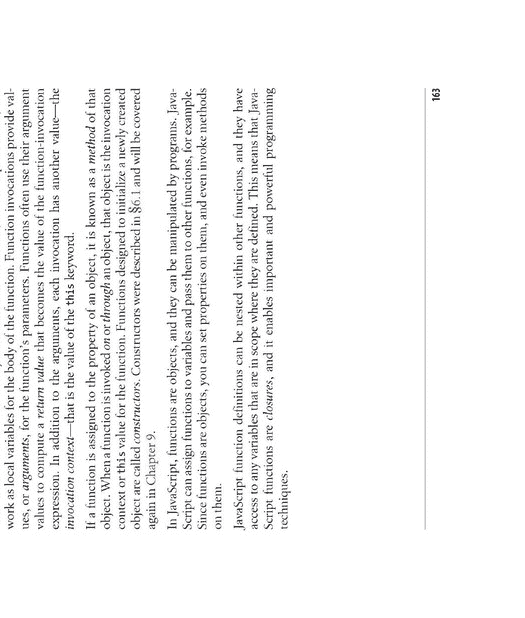 work as local variables for the body of the function. Function invocations provide val-
ues, or arguments, for the function's parameters. Functions often use their argument
values to compute a return value that becomes the value of the function-invocation
expression. In addition to the arguments, each invocation has another value—the
invocation context—that is the value of the this keyword.
If a function is assigned to the property of an object, it is known as a method of that
object. When a function is invoked on or through an object, that object is the invocation
context or this value for the function. Functions designed to initialize a newly created
object are called constructors. Constructors were described in §6.1 and will be covered
again in Chapter 9.
In JavaScript, functions are objects, and they can be manipulated by programs. Java-
Script can assign functions to variables and pass them to other functions, for example.
Since functions are objects, you can set properties on them, and even invoke methods
on them.
JavaScript function definitions can be nested within other functions, and they have
access to any variables that are in scope where they are defined. This means that Java-
Script functions are closures, and it enables important and powerful programming
techniques.
163